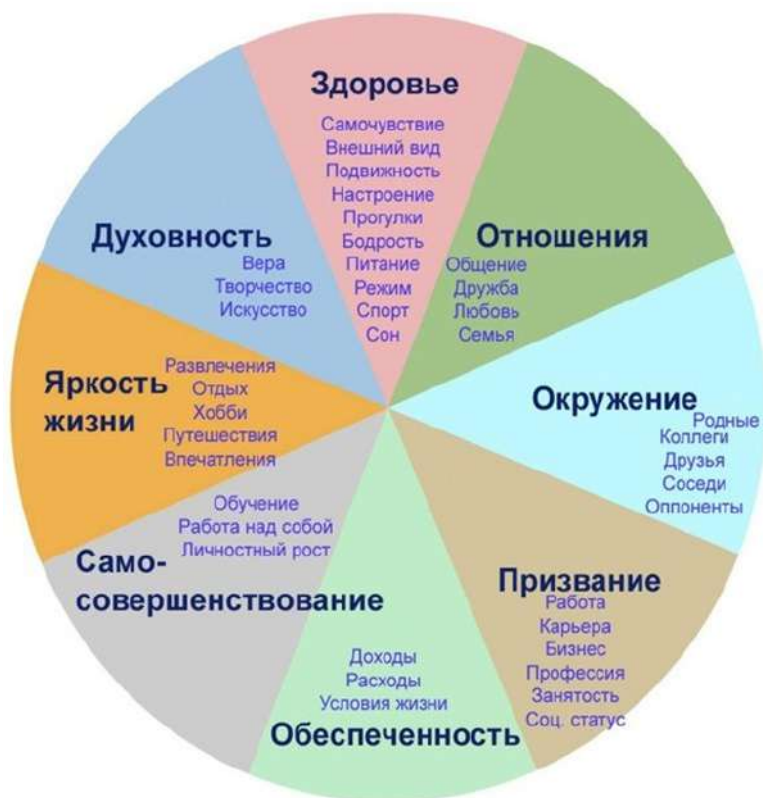 Здоровье
Самочувствие
Внешний вид
Подвижность
Настроение
Прогулки
Бодрость
Питание
Режим
Спорт
Сон
Отношения
Общение
Дружба
Любовь
Семья
Окружение
Родные
Коллеги
Друзья
Соседи
Оппоненты
Призвание
Работа
Карьера
Бизнес
Профессия
Занятость
Соц. статус
Доходы
Расходы
Условия жизни
Обеспеченность
Обучение
Работа над собой
Личностный рост
Само-
совершенствование
Яркость
жизни
Развлечения
Отдых
Хобби
Путешествия
Впечатления
Духовность
Вера
Творчество
Искусство